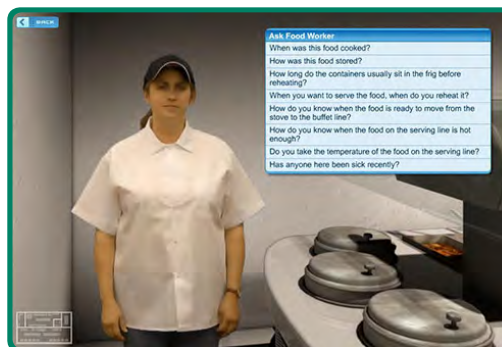 BACK
Ask Food Worker
When was this food cooked?
How was this food stored?
How long do the containers usually sit in the frig before
reheating?
When you want to serve the food, when do you reheat it?
How do you know when the food is ready to move from the
stove to the buffet line?
How do you know when the food on the serving line is hot
enough?
Do you take the temperature of the food on the serving line?
Has anyone here been sick recently?